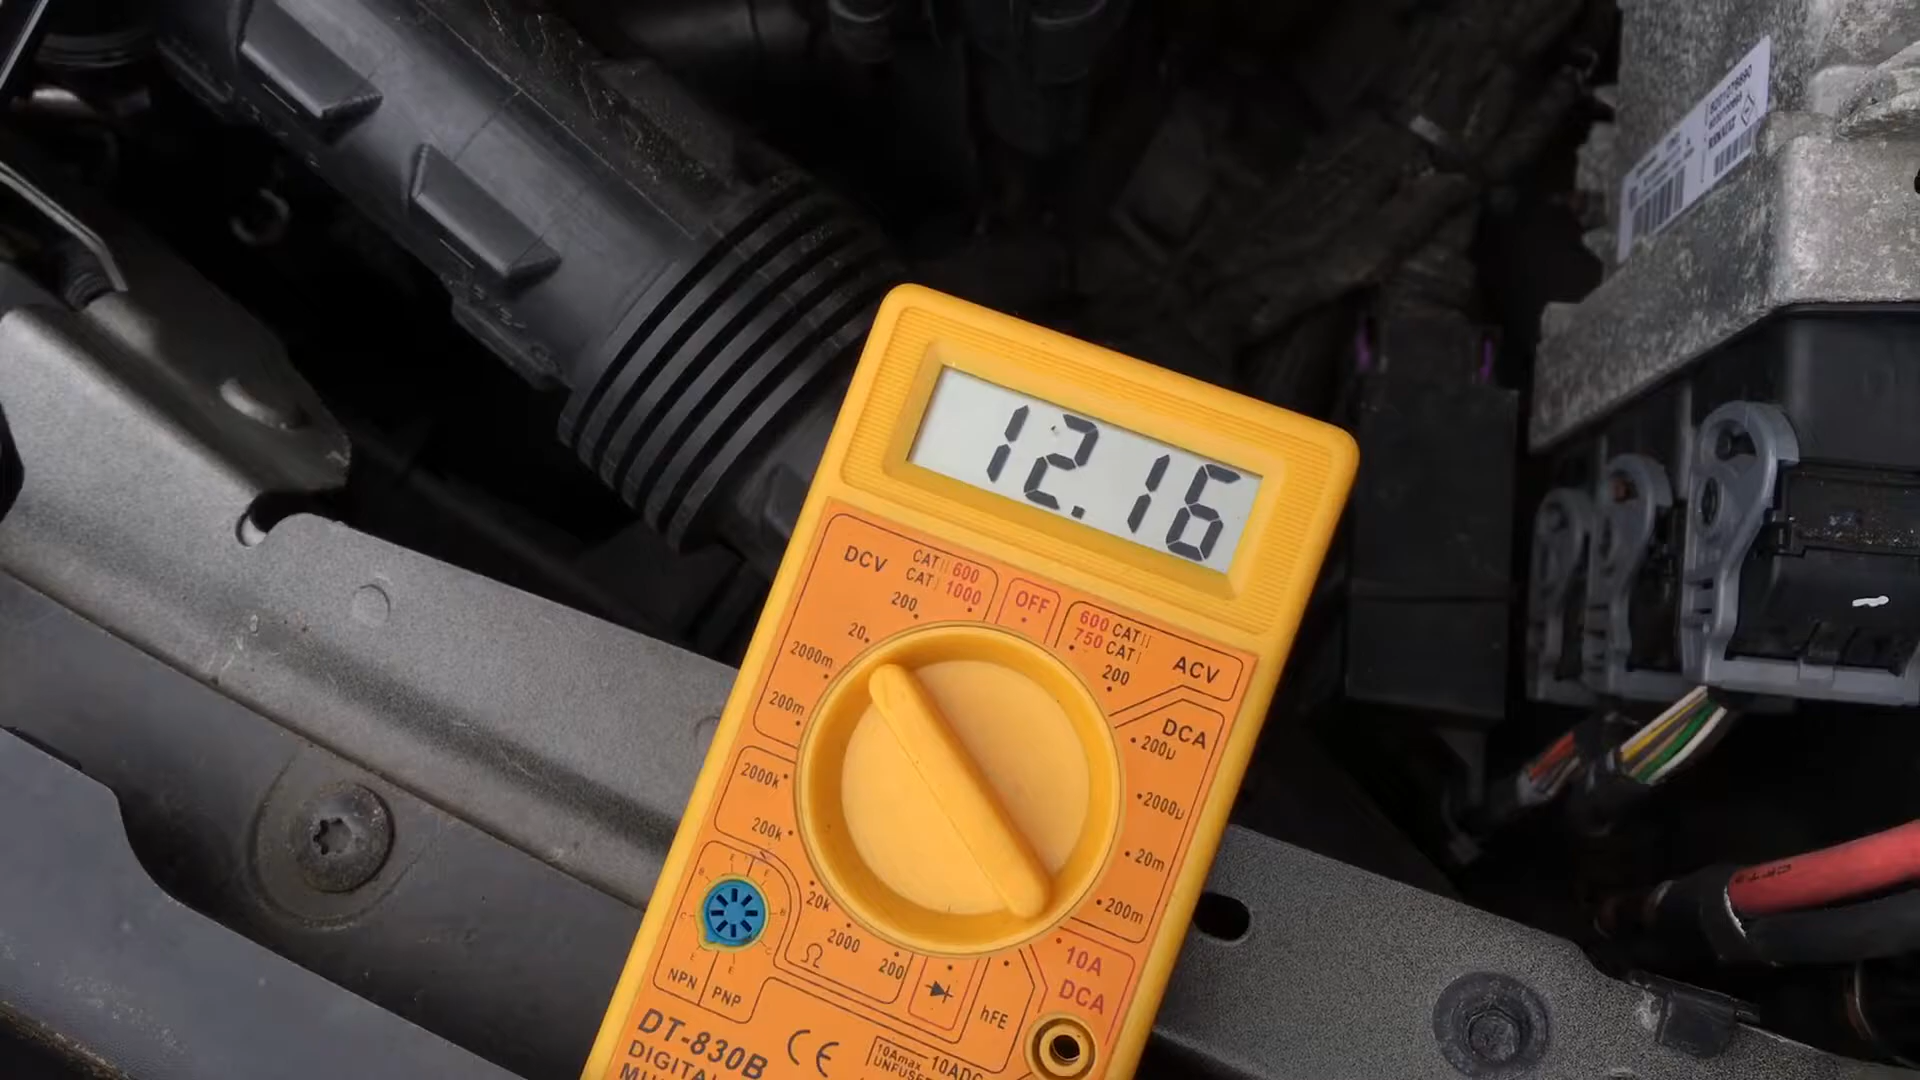 12.16
DCV
CAT II 600
CAT I 1000
OFF
600 CAT II
750 CAT I
ACV
200
20
2000m
200m
200
DCA
200µ
2000µ
20m
200m
2000k
200k
20k
2000
200
Ω
hFE
10A
DCA
NPN
PNP
DT-830B
DIGITAL
CE
10Amax
UNFUSED
10ADC